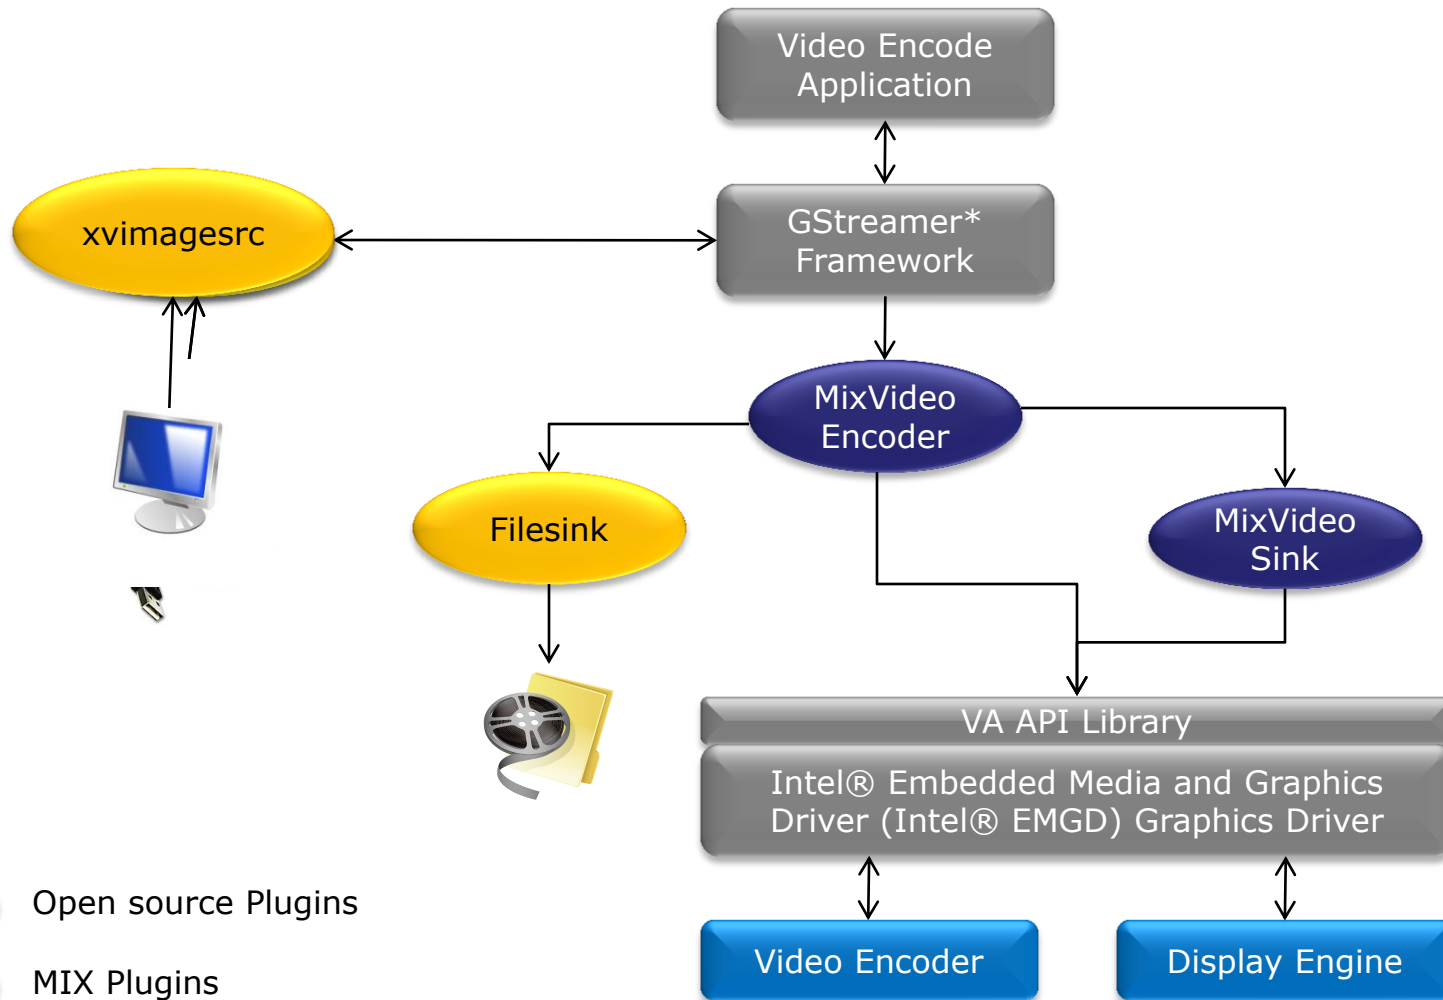 Video Encode
Application
xvimagesrc
GStreamer*
Framework
MixVideo
Encoder
Filesink
MixVideo
Sink
VA API Library
Intel® Embedded Media and Graphics
Driver (Intel® EMGD) Graphics Driver
Open source Plugins
Video Encoder
Display Engine
MIX Plugins